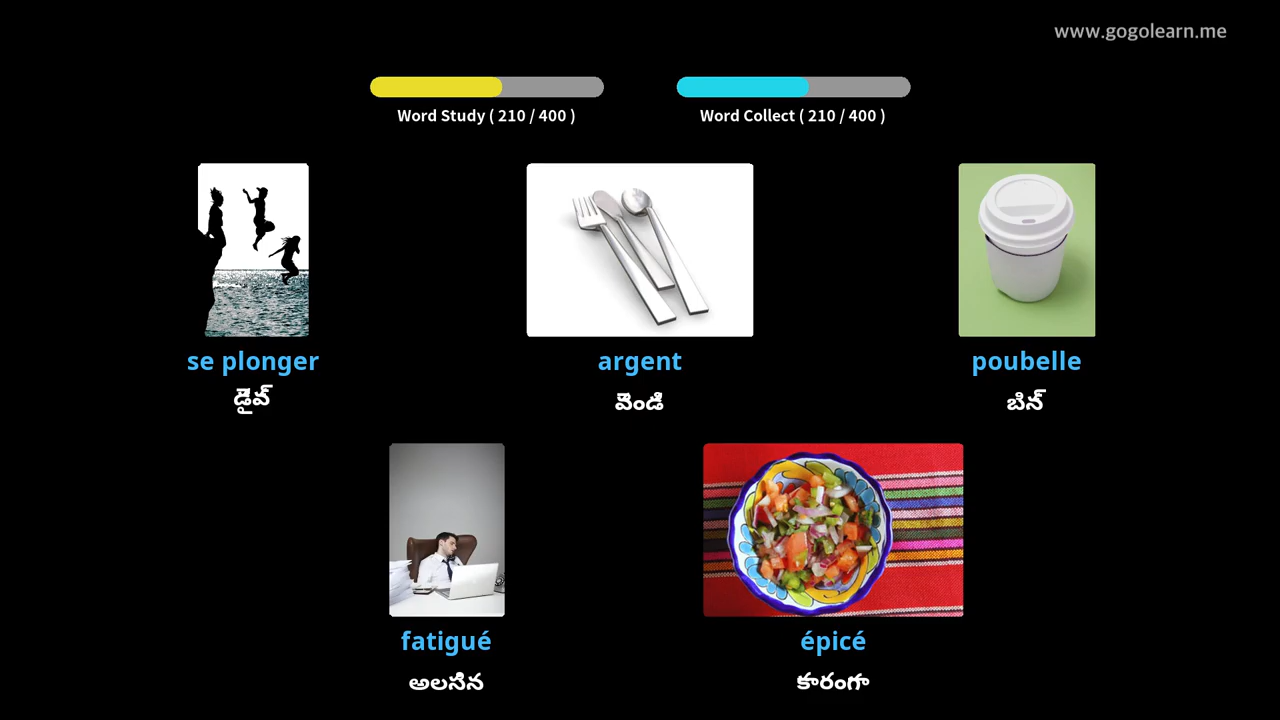 www.gogolearn.me
Word Study ( 210 / 400 )
Word Collect ( 210 / 400 )
se plonger
డైవ్
argent
వెండి
poubelle
బిన్
fatigué
అలసిన
épicé
కారంగా